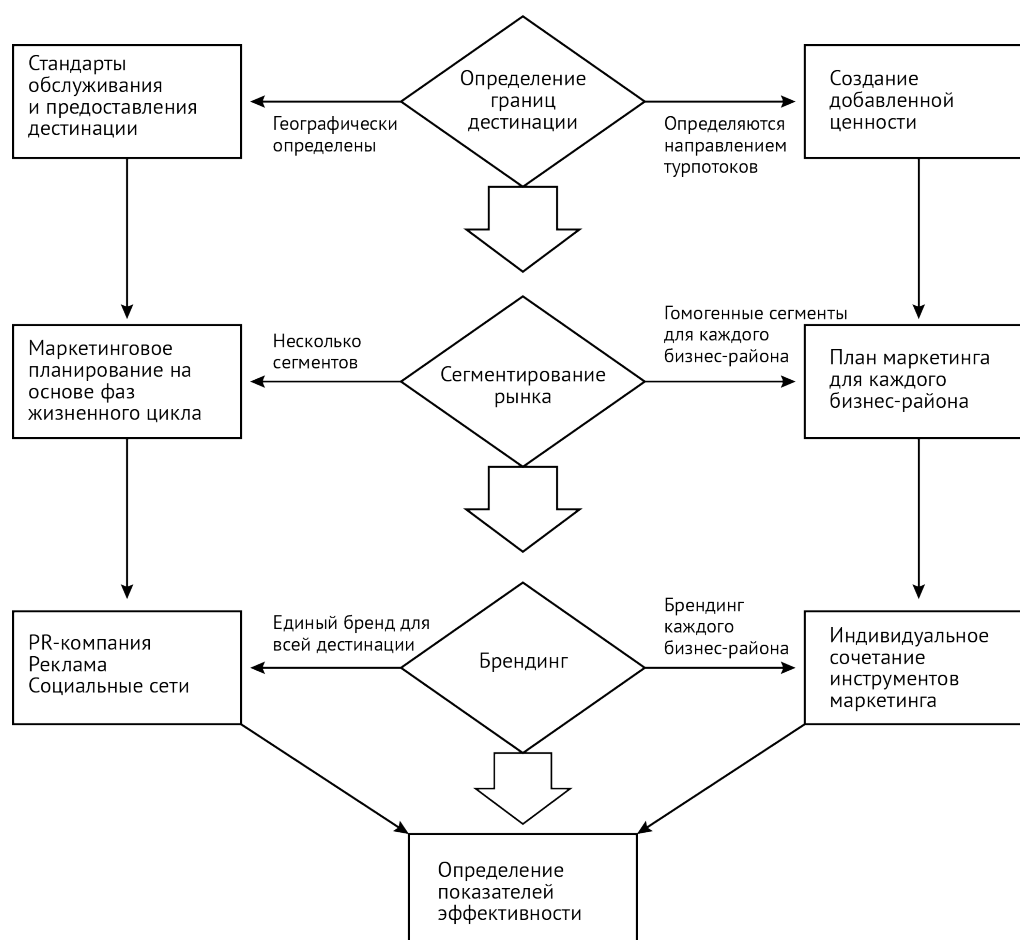 Стандарты
обслуживания
и предоставления
дестинации
Географически
определены
Определение
границ
дестинации
Определяются
направлением
турпотоков
Создание
добавленной
ценности
Маркетинговое
планирование на
основе фаз
жизненного цикла
Несколько
сегментов
Сегментирование
рынка
Гомогенные сегменты
для каждого
бизнес-района
План маркетинга
для каждого
бизнес-района
PR-компания
Реклама
Социальные сети
Единый бренд для
всей дестинации
Брендинг
Брендинг
каждого
бизнес-района
Индивидуальное
сочетание
инструментов
маркетинга
Определение
показателей
эффективности